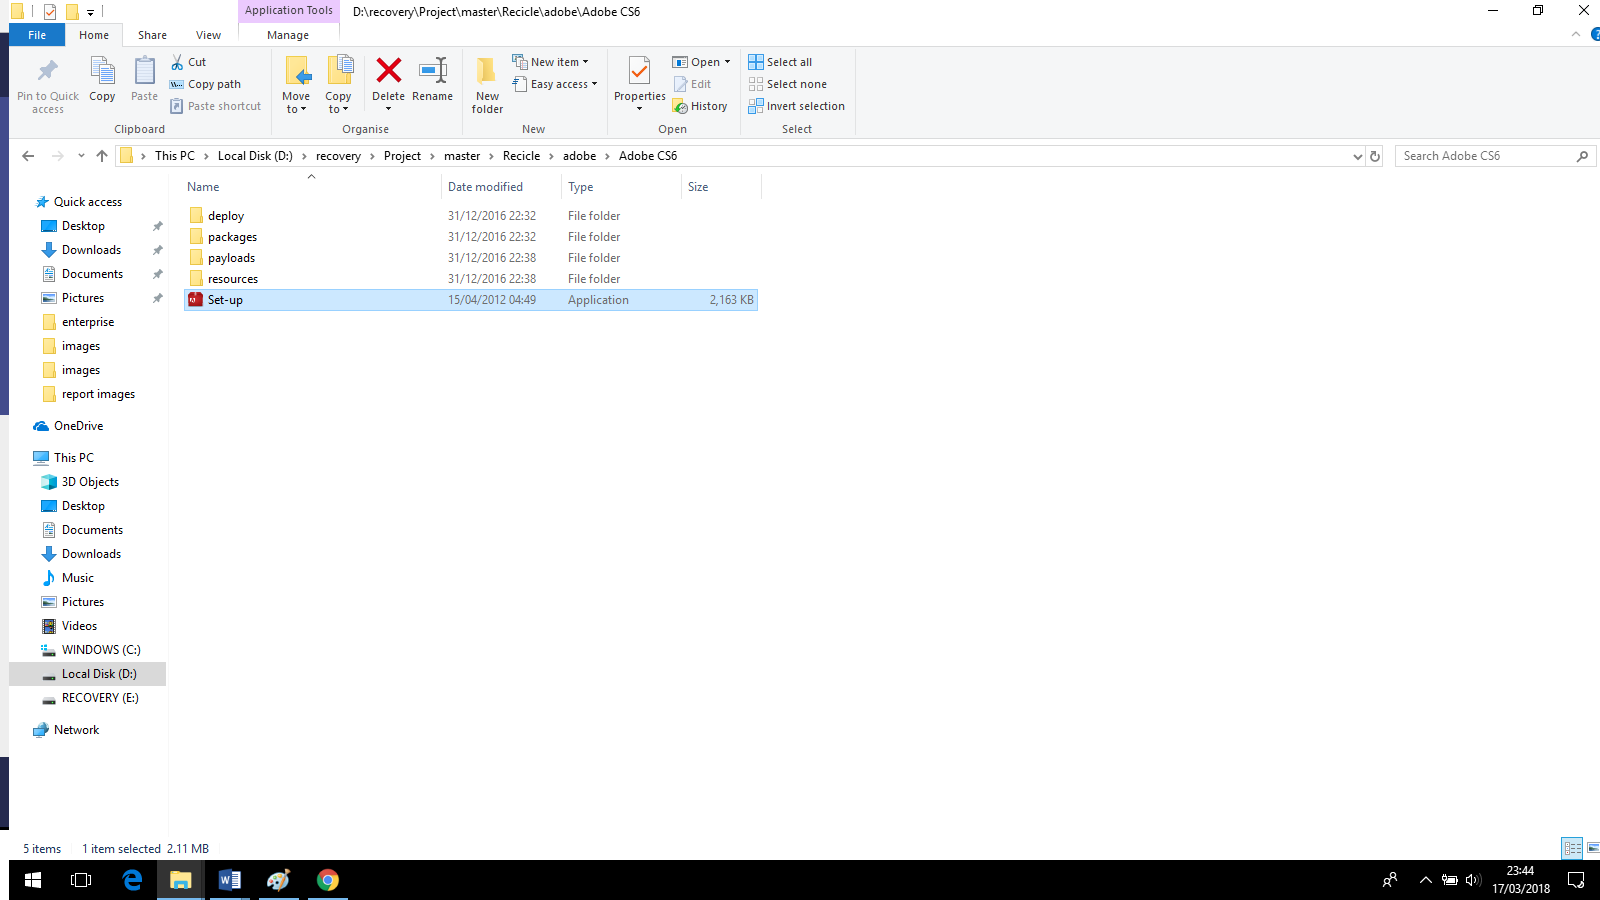 Application Tools
D:\recovery\Project\master\Recicle\adobe\Adobe CS6
File
Home
Share
View
Manage
Pin to Quick access
Copy
Paste
Cut
Copy path
Paste shortcut
Clipboard
Move to
Copy to
Delete
Rename
Organise
New folder
New item
Easy access
New
Properties
Open
Edit
History
Open
Select all
Select none
Invert selection
Select
This PC > Local Disk (D:) > recovery > Project > master > Recicle > adobe > Adobe CS6
Search Adobe CS6
Name
Date modified
Type
Size
deploy 31/12/2016 22:32 File folder
packages 31/12/2016 22:32 File folder
payloads 31/12/2016 22:38 File folder
resources 31/12/2016 22:38 File folder
Set-up 15/04/2012 04:49 Application 2,163 KB
Quick access
Desktop
Downloads
Documents
Pictures
enterprise
images
images
report images
OneDrive
This PC
3D Objects
Desktop
Documents
Downloads
Music
Pictures
Videos
WINDOWS (C:)
Local Disk (D:)
RECOVERY (E:)
Network
5 items
1 item selected 2.11 MB
23:44
17/03/2018